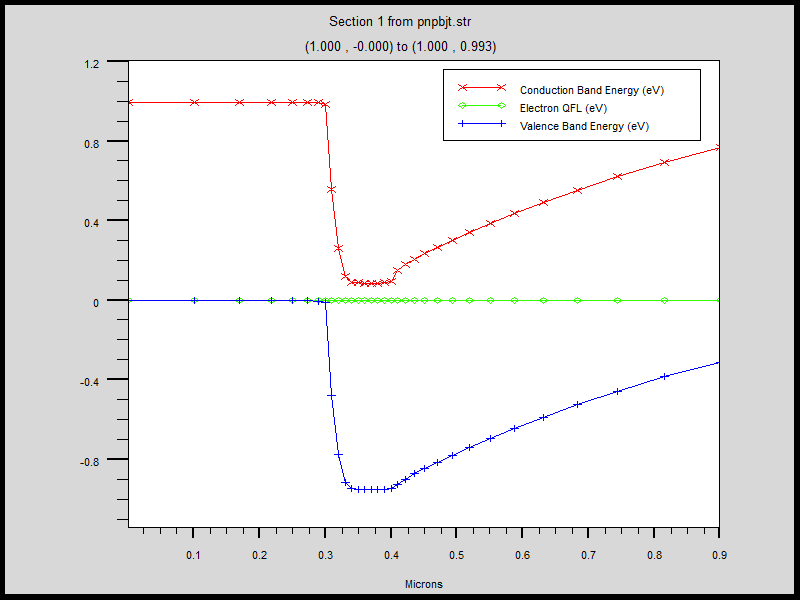 Section 1 from pnpbjt.str
(1.000 , -0.000) to (1.000 , 0.993)
1.2
0.8
0.4
0
-0.4
-0.8
Conduction Band Energy (eV)
Electron QFL (eV)
Valence Band Energy (eV)
0.1 0.2 0.3 0.4 0.5 0.6 0.7 0.8 0.9
Microns